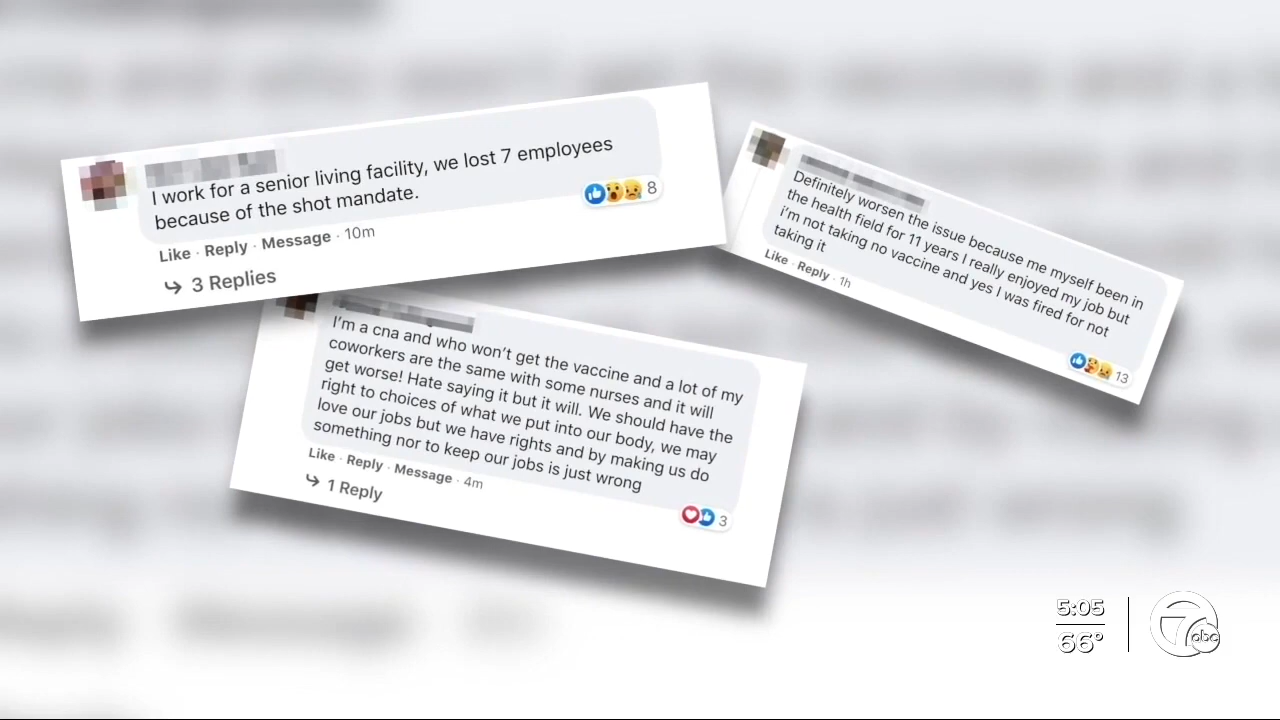 I work for a senior living facility, we lost 7 employees
because of the shot mandate.
8
Like · Reply · Message · 10m
3 Replies
Definitely worsen the issue because me myself been in
the health field for 11 years I really enjoyed my job but
i'm not taking no vaccine and yes I was fired for not
taking it
Like · Reply · 1h
13
I'm a cna and who won't get the vaccine and a lot of my
coworkers are the same with some nurses and it will
get worse! Hate saying it but it will. We should have the
right to choices of what we put into our body, we may
love our jobs but we have rights and by making us do
something nor to keep our jobs is just wrong
Like · Reply · Message · 4m
1 Reply
3
5:05
66°
7 abc